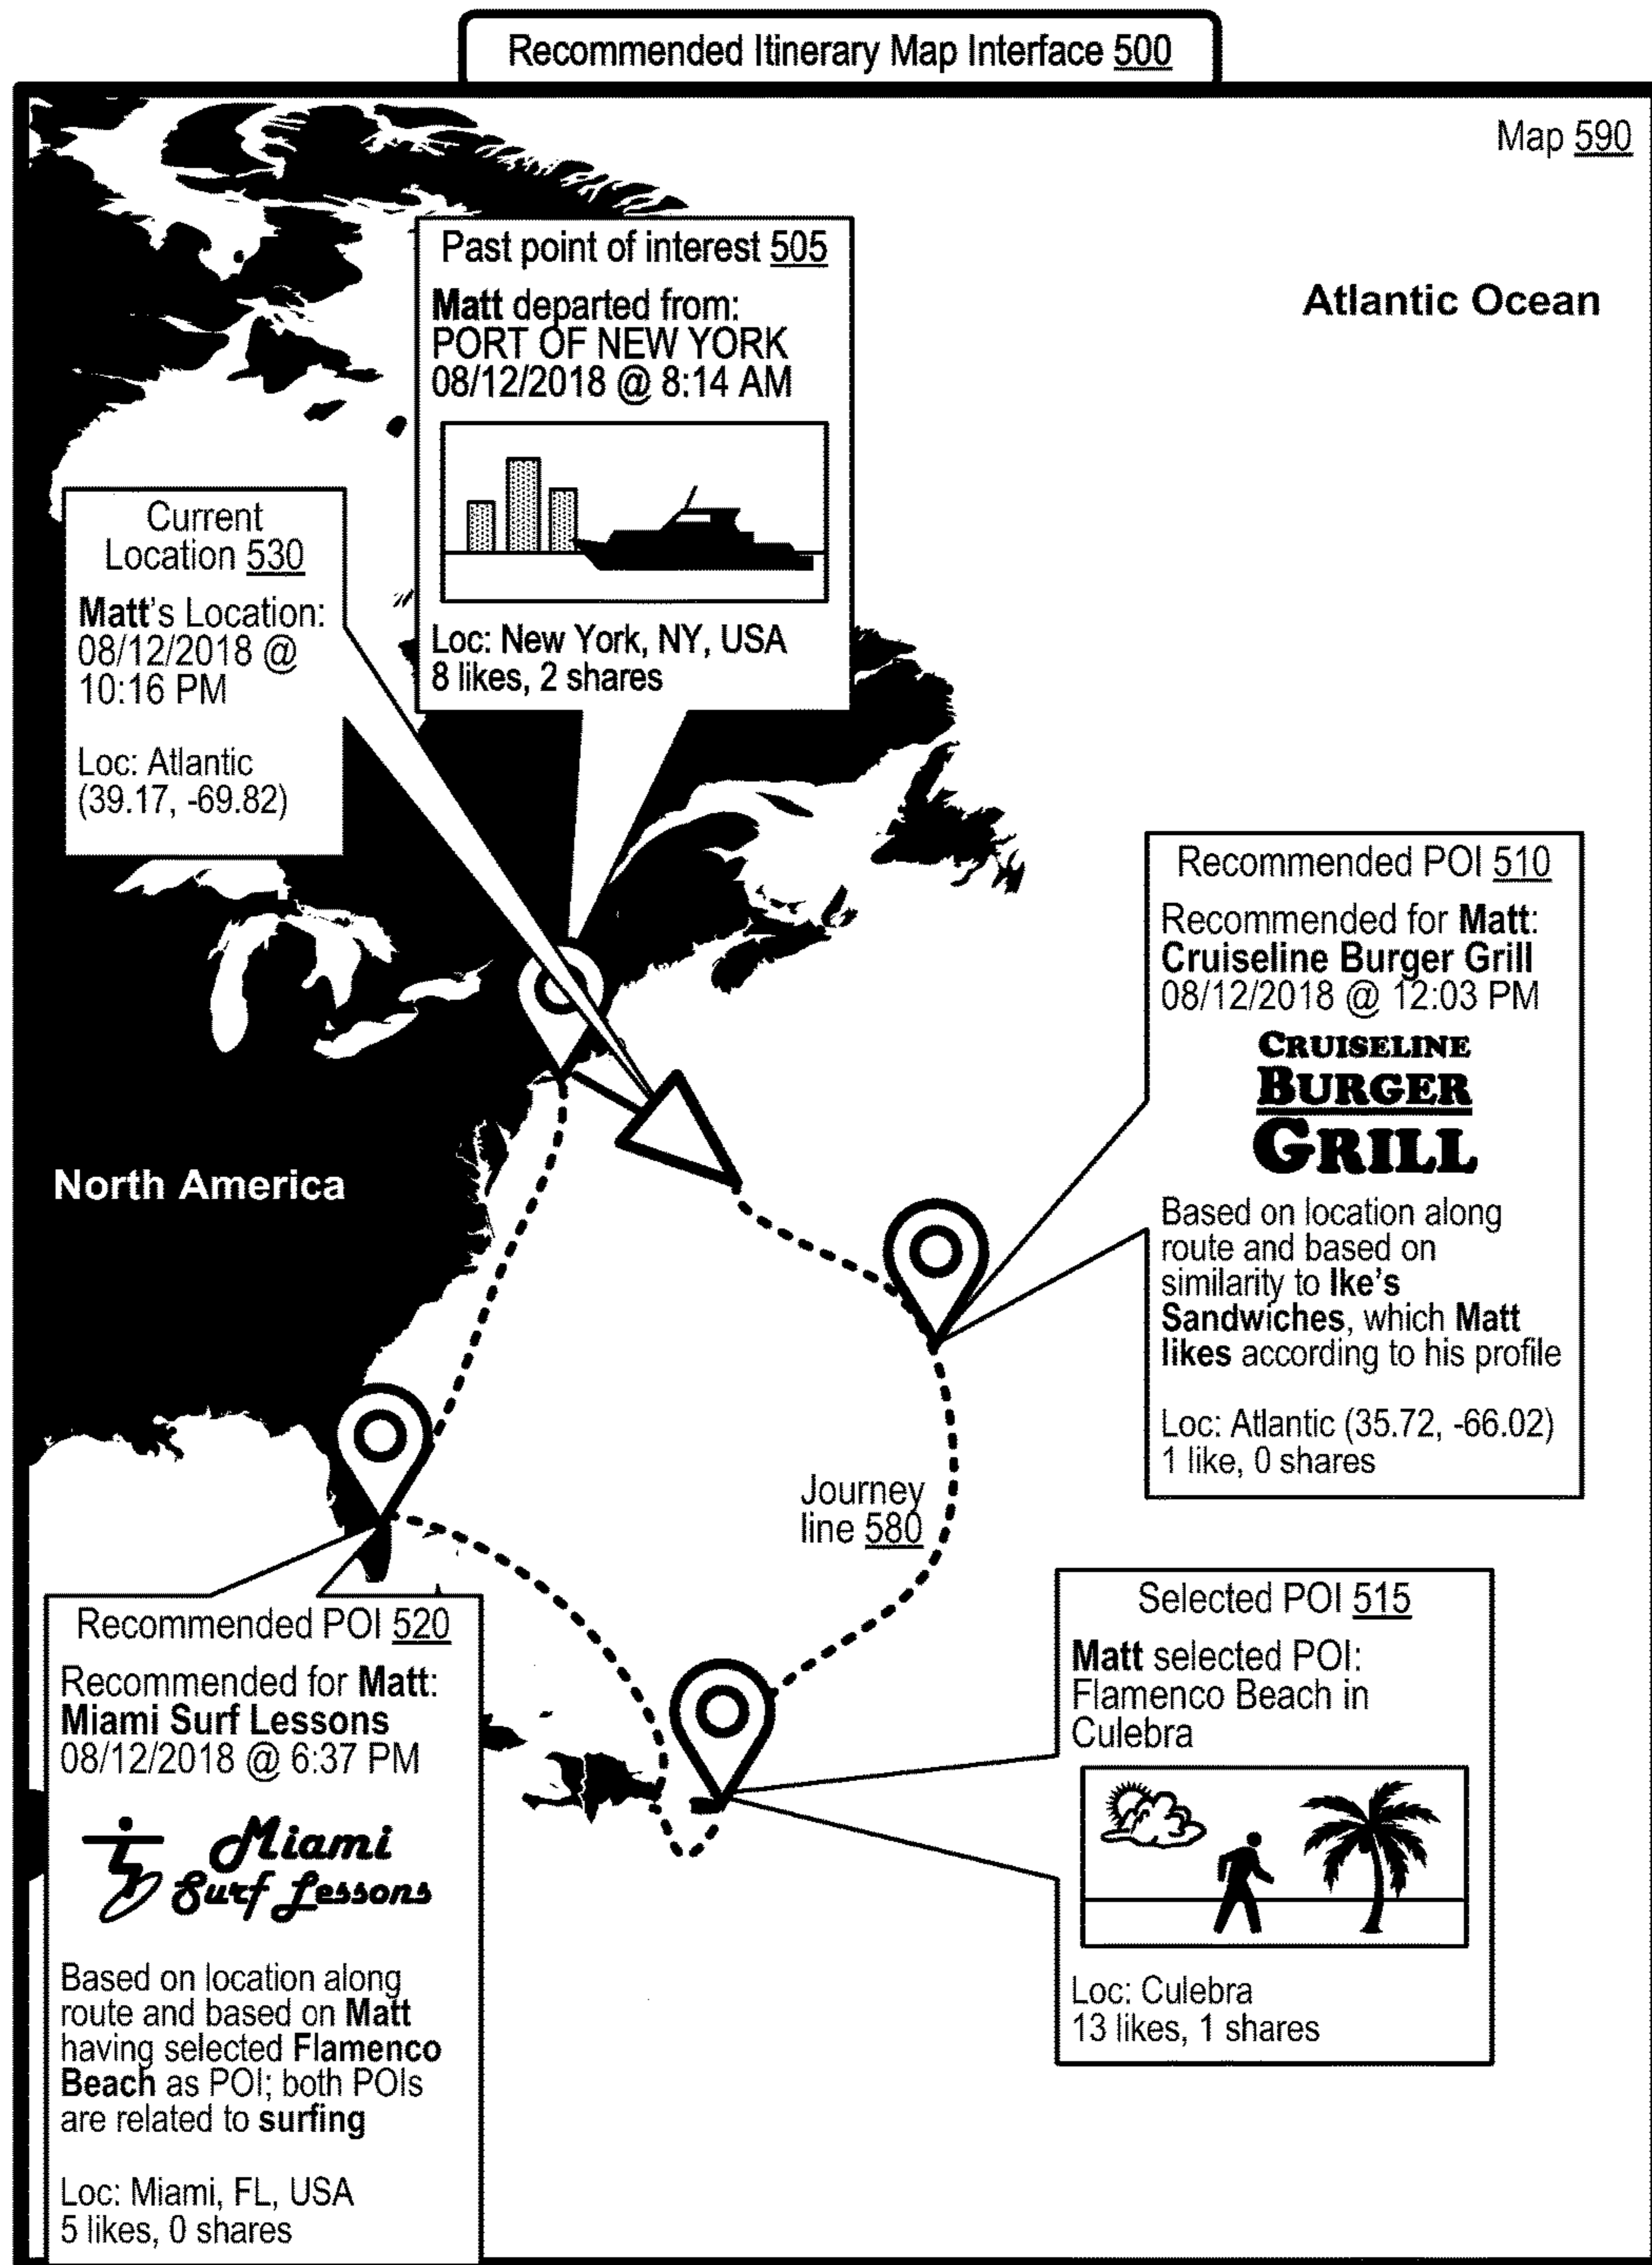 Recommended Itinerary Map Interface 500
Map 590
Atlantic Ocean
Past point of interest 505
Matt departed from:
PORT OF NEW YORK
08/12/2018 @ 8:14 AM
Loc: New York, NY, USA
8 likes, 2 shares
Current
Location 530
Matt's Location:
08/12/2018 @
10:16 PM
Loc: Atlantic
(39.17, -69.82)
Recommended POI 510
Recommended for Matt:
Cruiseline Burger Grill
08/12/2018 @ 12:03 PM
CRUISELINE
BURGER
GRILL
Based on location along
route and based on
similarity to Ike's
Sandwiches, which Matt
likes according to his profile
Loc: Atlantic (35.72, -66.02)
1 like, 0 shares
North America
Journey
line 580
Recommended POI 520
Recommended for Matt:
Miami Surf Lessons
08/12/2018 @ 6:37 PM
Miami
Surf Lessons
Based on location along
route and based on Matt
having selected Flamenco
Beach as POI; both POIs
are related to surfing
Loc: Miami, FL, USA
5 likes, 0 shares
Selected POI 515
Matt selected POI:
Flamenco Beach in
Culebra
Loc: Culebra
13 likes, 1 shares